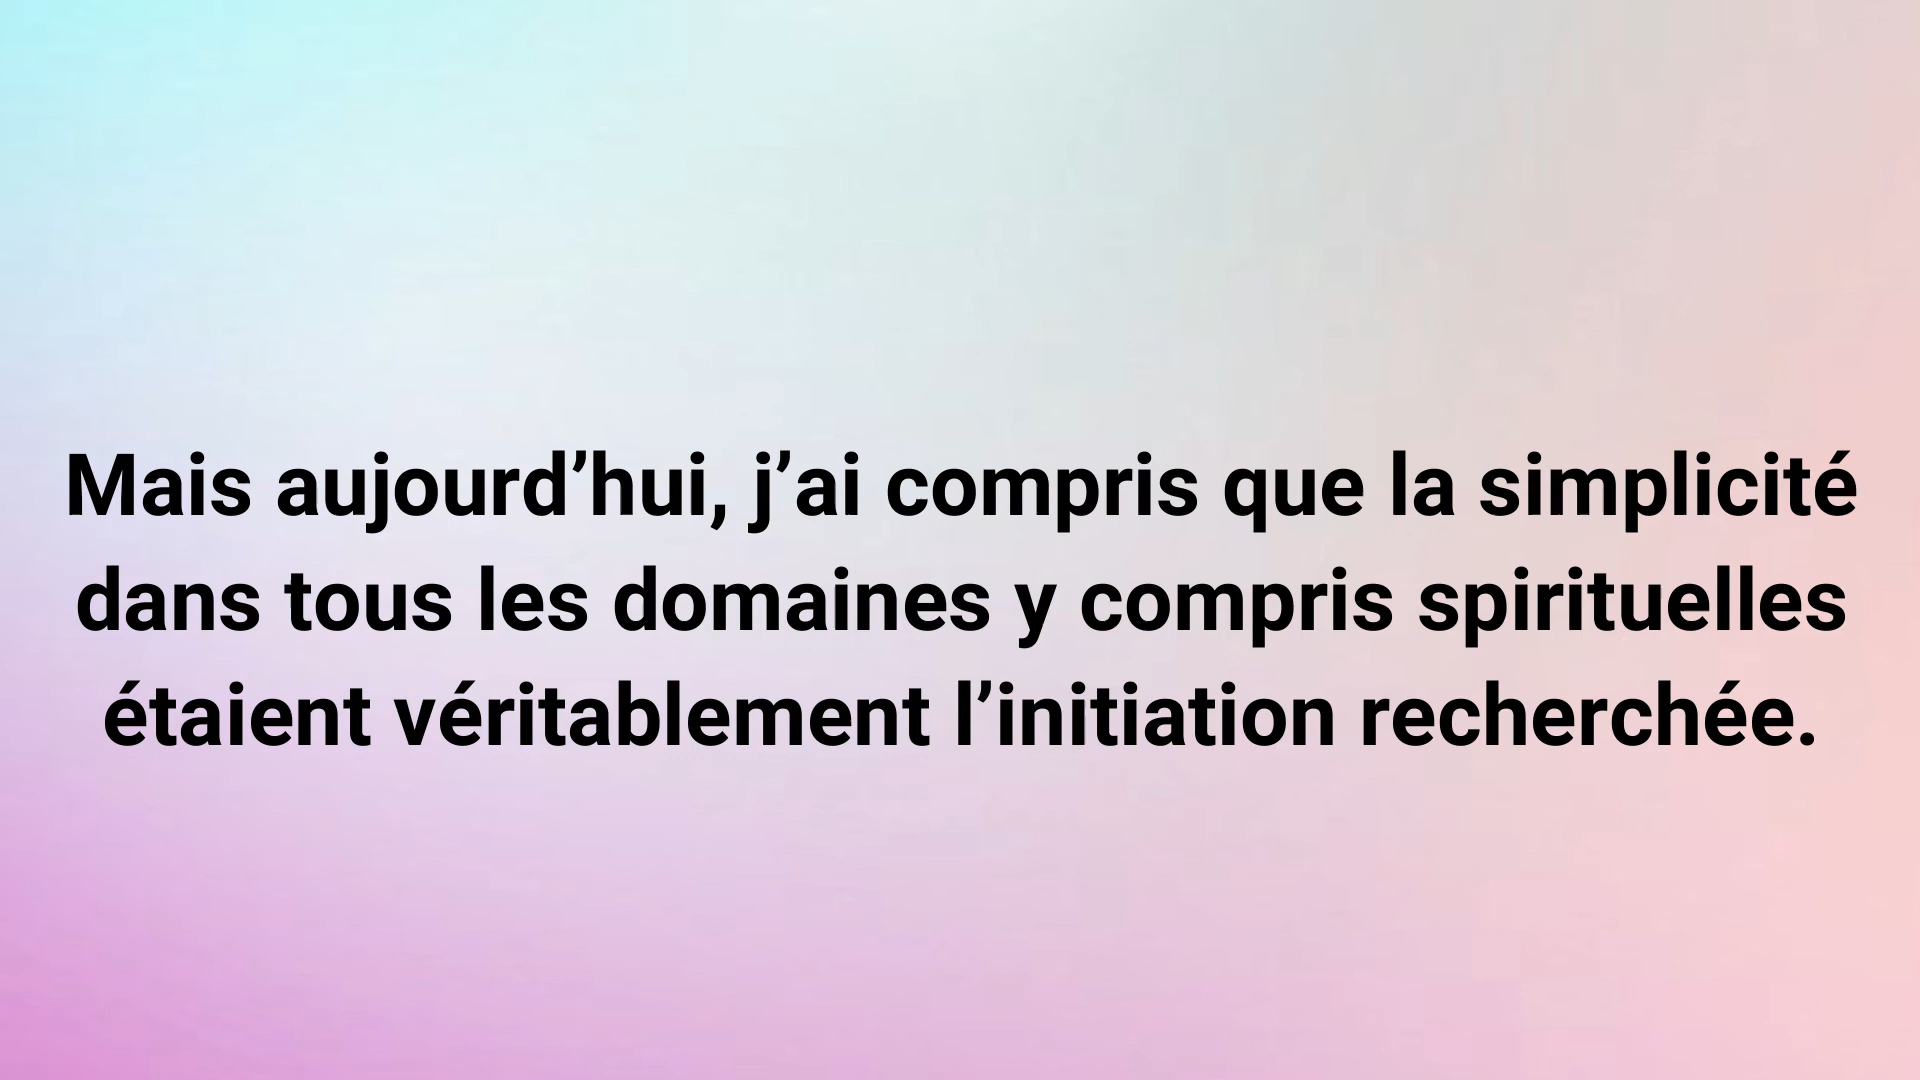 Mais aujourd’hui, j’ai compris que la simplicité
dans tous les domaines y compris spirituelles
étaient véritablement l’initiation recherchée.